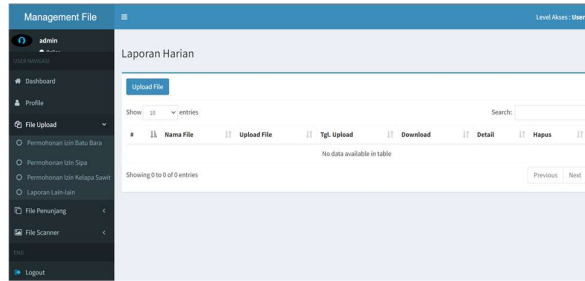 Management File
Level Akses : User
admin
USER NAVIGASI
Dashboard
Profile
File Upload
Permohonan Izin Batu Bara
Permohonan Izin Sipa
Permohonan Izin Kelapa Sawit
Laporan Lain-lain
File Penunjang
File Scanner
END
Logout
Laporan Harian
Upload File
Show 10 entries
Search:
# Nama File Upload File Tgl. Upload Download Detail Hapus
No data available in table
Showing 0 to 0 of 0 entries
Previous Next